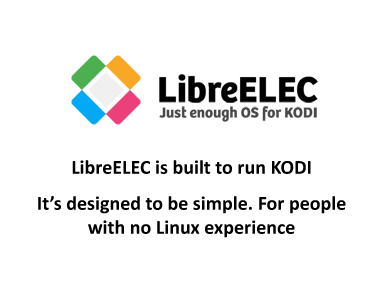 LibreELEC
Just enough OS for KODI
LibreELEC is built to run KODI
It's designed to be simple. For people
with no Linux experience